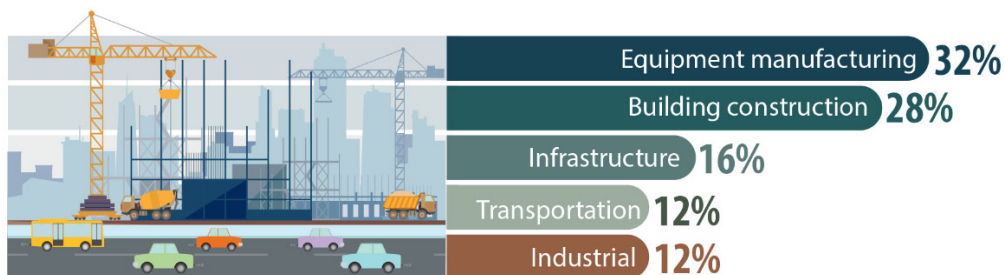 Equipment manufacturing 32%
Building construction 28%
Infrastructure 16%
Transportation 12%
Industrial 12%